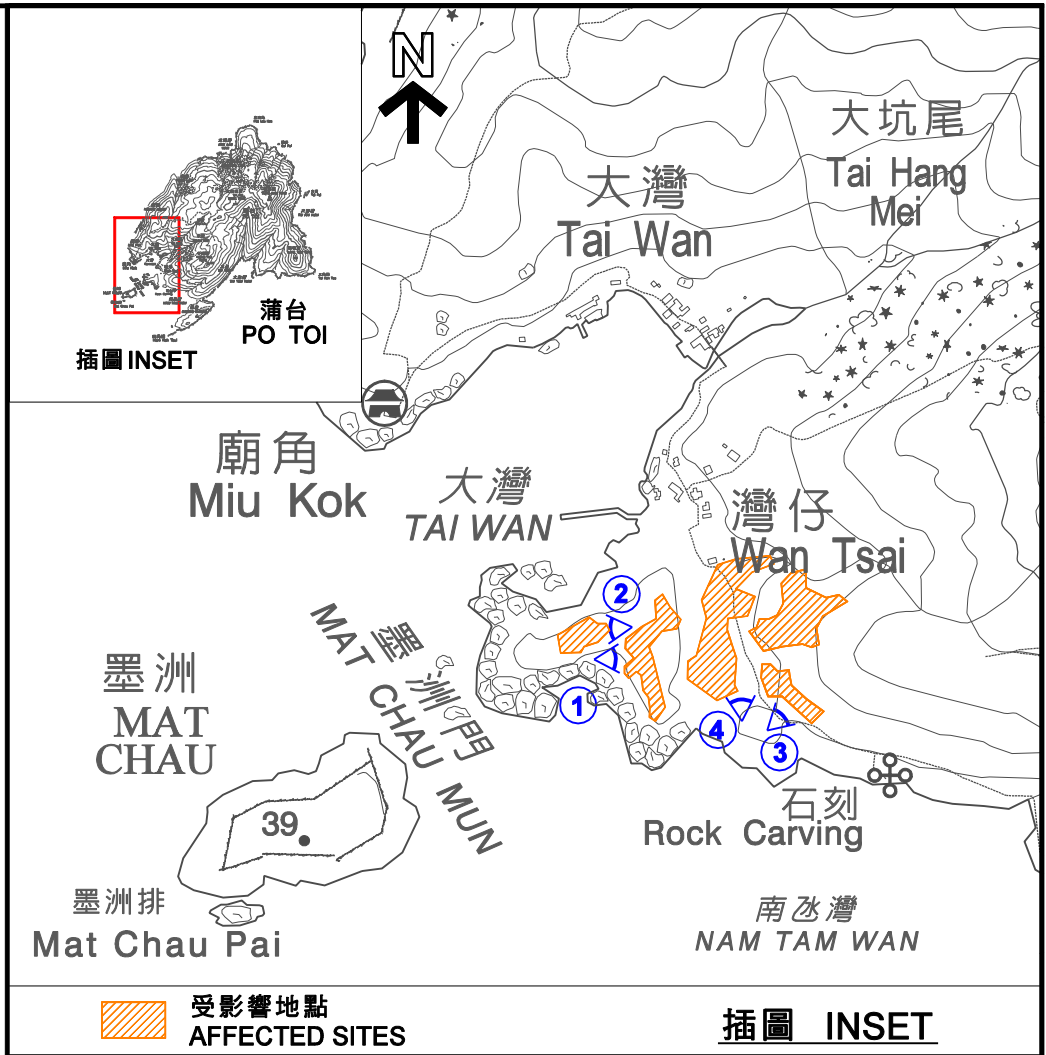 N
蒲台
PO TOI
插圖 INSET
大坑尾
Tai Hang
Mei
大灣
Tai Wan
廟角
Miu Kok
大灣
TAI WAN
灣仔
Wan Tsai
2
1
4
3
墨洲門
MAT CHAU MUN
墨洲
MAT
CHAU
39
石刻
Rock Carving
墨洲排
Mat Chau Pai
南氹灣
NAM TAM WAN
受影響地點
AFFECTED SITES
插圖 INSET